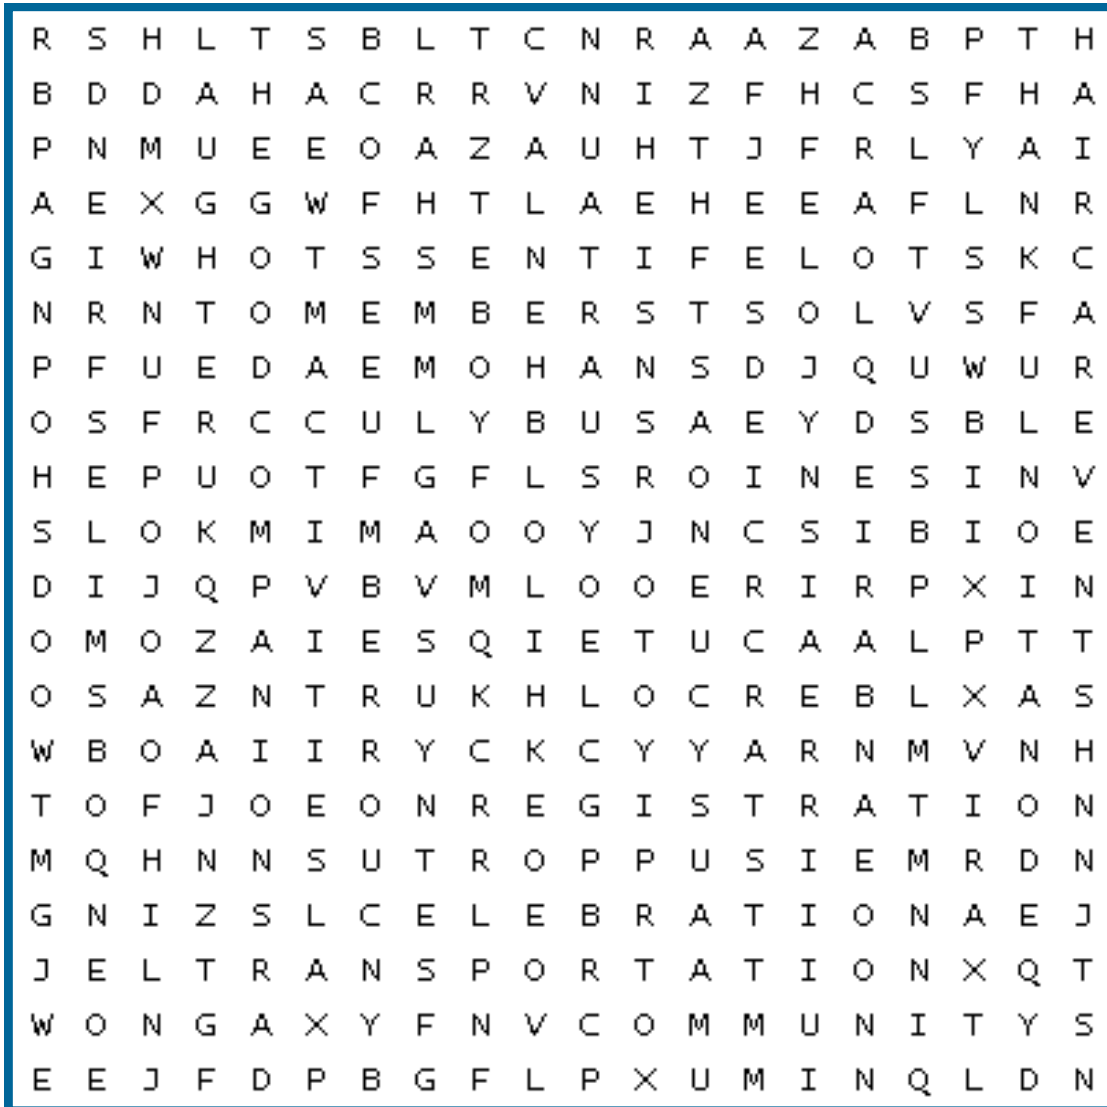 R S H L T S B L T C N R A A Z A B P T H
B D D A H A C R R V N I Z F H C S F H A
P N M U E E O A Z A U H T J F R L Y A I
A E X G G W F H T L A E H E E A F L N R
G I W H O T S S E N T I F E L O T S K C
N R N T O M E M B E R S T S O L V S F A
P F U E D A E M O H A N S D J Q U W U R
O S F R C C U L Y B U S A E Y D S B L E
H E P U O T F G F L S R O I N E S I N V
S L O K M I M A O O Y J N C S I B I O E
D I J Q P V B V M L O O E R I R P X I N
O M O Z A I E S Q I E T U C A A L P T T
O S A Z N T R U K H L O C R E B L X A S
W B O A I I R Y C K C Y Y A R N M V N H
T O F J O E O N R E G I S T R A T I O N
M Q H N N S U T R O P P U S I E M R D N
G N I Z S L C E L E B R A T I O N A E J
J E L T R A N S P O R T A T I O N X Q T
W O N G A X Y F N V C O M M U N I T Y S
E E J F D P B G F L P X U M I N Q L D N